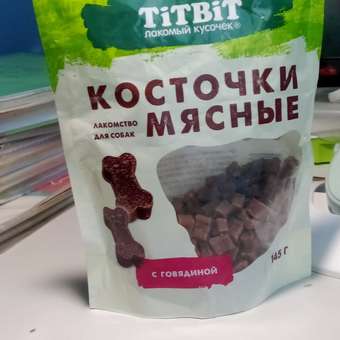 TiTBiT
лакомый кусочек®
КОСТОЧКИ
ЛАКОМСТВО
ДЛЯ СОБАК
МЯСНЫЕ
С ГОВЯДИНОЙ
145 Г